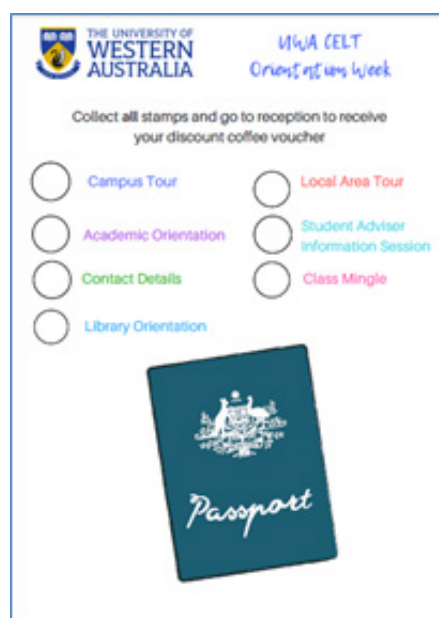 THE UNIVERSITY OF
WESTERN
AUSTRALIA
UWA CELT
Orientation Week
Collect all stamps and go to reception to receive
your discount coffee voucher
Campus Tour
Local Area Tour
Academic Orientation
Student Adviser
Information Session
Contact Details
Class Mingle
Library Orientation
Passport